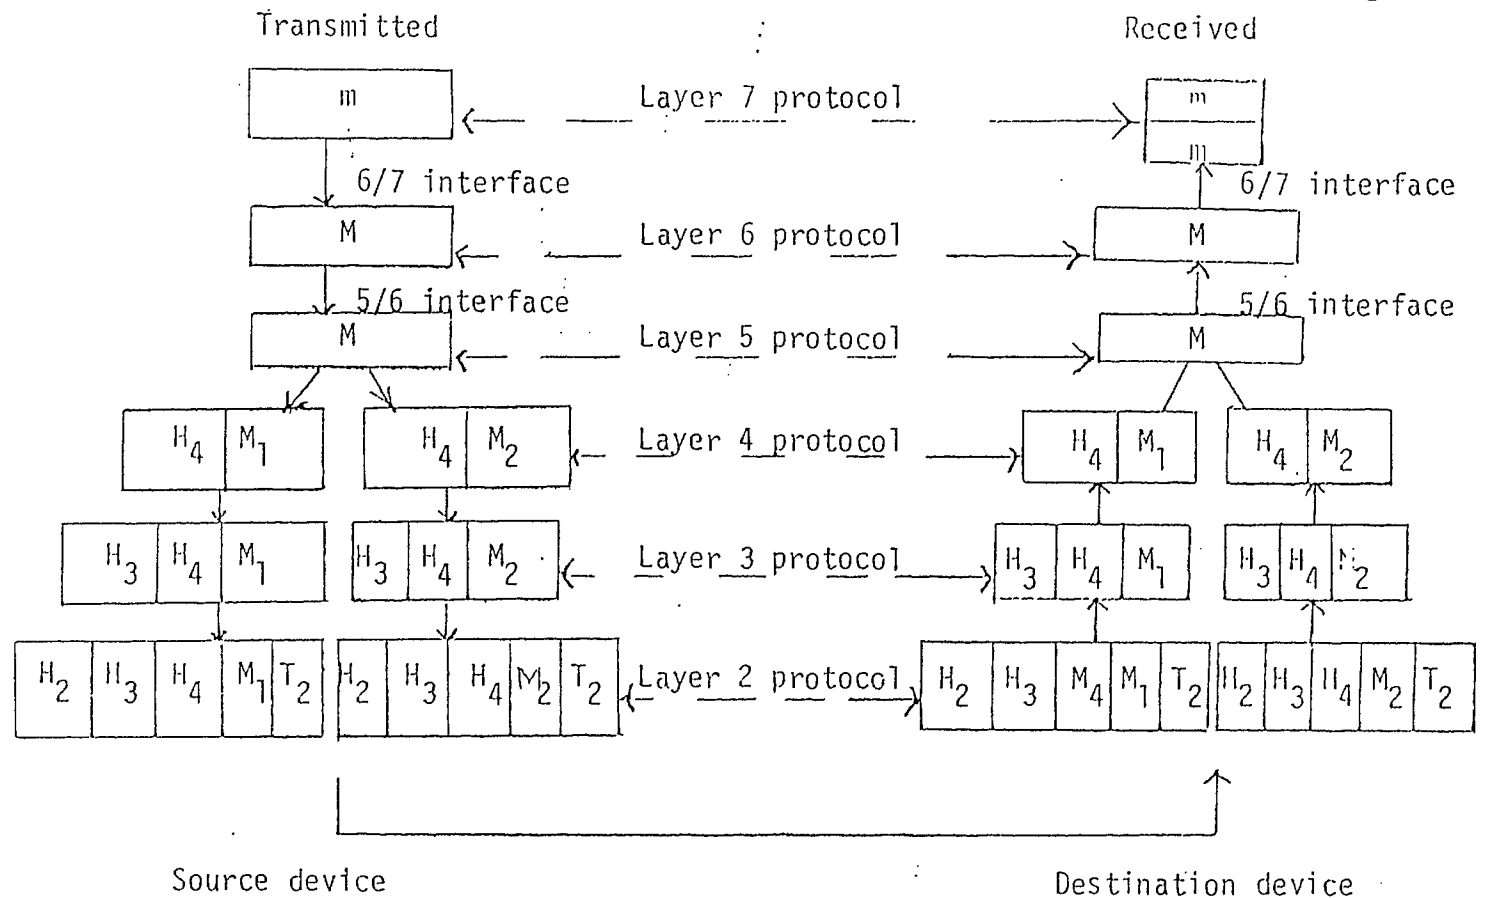 Transmitted Received
m Layer 7 protocol m
m
6/7 interface 6/7 interface
M Layer 6 protocol M
5/6 interface 5/6 interface
M Layer 5 protocol M
H4 M1 H4 M2 Layer 4 protocol H4 M1 H4 M2
H3 H4 M1 H3 H4 M2 Layer 3 protocol H3 H4 M1 H3 H4 M2
H2 H3 H4 M1 T2 H2 H3 H4 M2 T2 Layer 2 protocol H2 H3 M4 M1 T2 H2 H3 H4 M2 T2
Source device Destination device